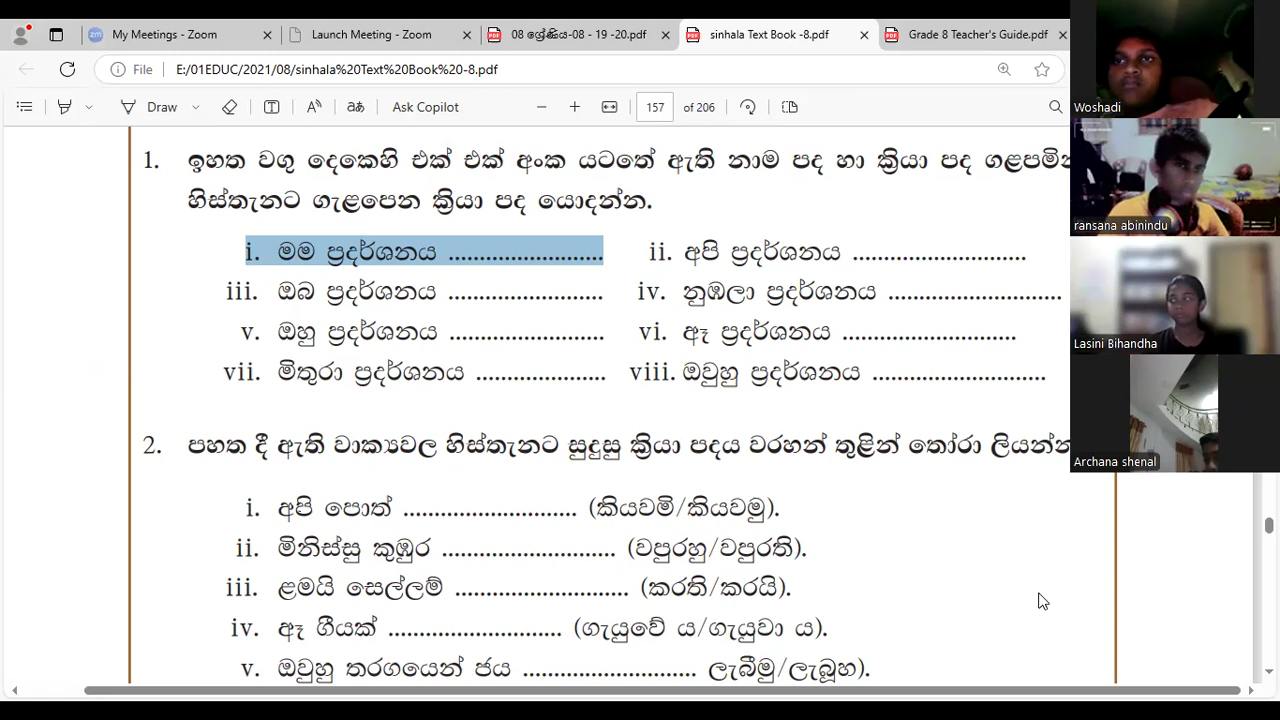 My Meetings - Zoom
Launch Meeting - Zoom
sinhala Text Book -8.pdf
Grade 8 Teacher's Guide.pdf
File E:/01EDUC/2021/08/sinhala%20Text%20Book%20-8.pdf
Draw
Ask Copilot
157 of 206
1. ඉහත වගු දෙකෙහි එක් එක් අංක යටතේ ඇති නාම පද හා ක්‍රියා පද ගළපමින්
හිස්තැනට ගැළපෙන ක්‍රියා පද යොදන්න.
i. මම ප්‍රදර්ශනය .......................... ii. අපි ප්‍රදර්ශනය .............................
iii. ඔබ ප්‍රදර්ශනය .......................... iv. නුඹලා ප්‍රදර්ශනය .............................
v. ඔහු ප්‍රදර්ශනය .......................... vi. ඈ ප්‍රදර්ශනය .............................
vii. මිතුරා ප්‍රදර්ශනය ...................... viii. ඔවුහු ප්‍රදර්ශනය .............................
2. පහත දී ඇති වාක්‍යවල හිස්තැනට සුදුසු ක්‍රියා පදය වරහන් තුළින් තෝරා ලියන්න
i. අපි පොත් ............................. (කියවමි/කියවමු).
ii. මිනිස්සු කුඹුර ............................. (වපුරහු/වපුරති).
iii. ළමයි සෙල්ලම් ............................. (කරති/කරයි).
iv. ඈ ගීයක් ............................. (ගැයුවේ ය/ගැයුවා ය).
v. ඔවුහු තරගයෙන් ජය ............................. ලැබීමු/ලැබූහ).
Woshadi
ransana abinindu
Lasini Bihandha
Archana shenal